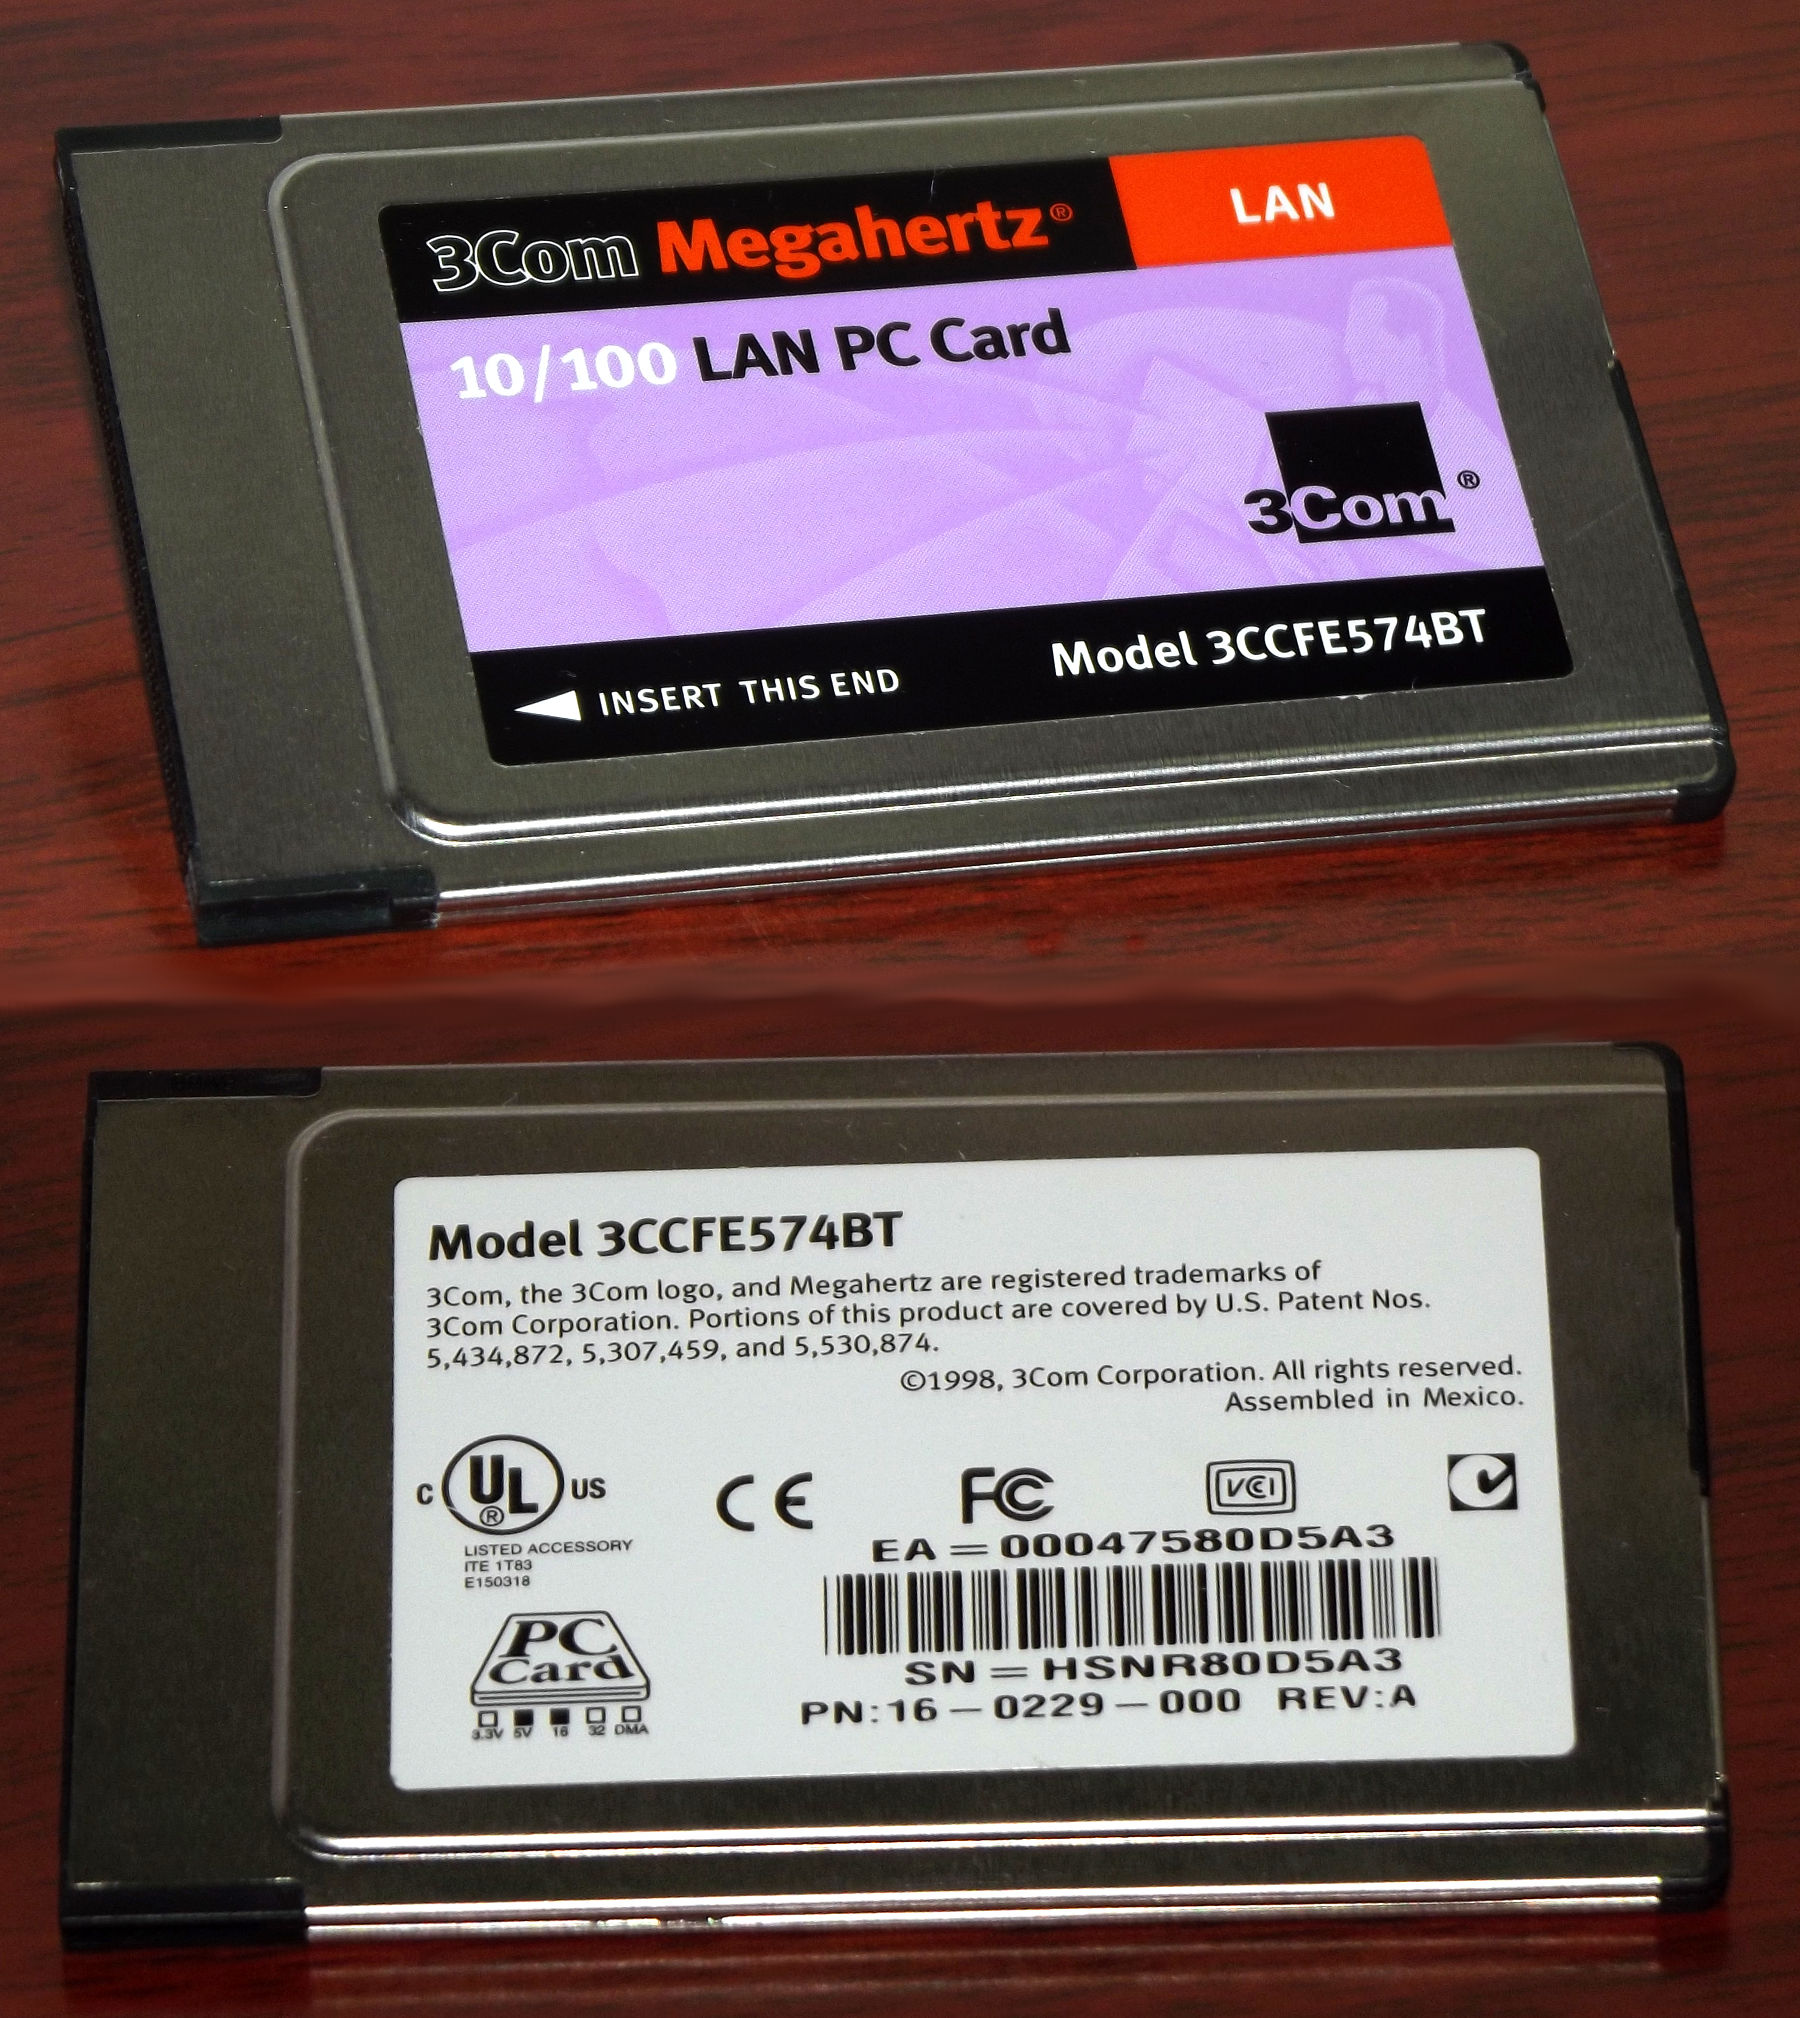 3Com Megahertz®
LAN
10/100 LAN PC Card
3Com®
INSERT THIS END
Model 3CCFE574BT
Model 3CCFE574BT
3Com, the 3Com logo, and Megahertz are registered trademarks of
3Com Corporation. Portions of this product are covered by U.S. Patent Nos.
5,434,872, 5,307,459, and 5,530,874.
©1998, 3Com Corporation. All rights reserved.
Assembled in Mexico.
C UL® US
LISTED ACCESSORY
ITE 1T83
E150318
CE
FC
VCI
EA = 00047580D5A3
SN = HSNR80D5A3
PN: 16 - 0229 - 000 REV: A
PC
Card
3.3V 5V 16 32 DMA